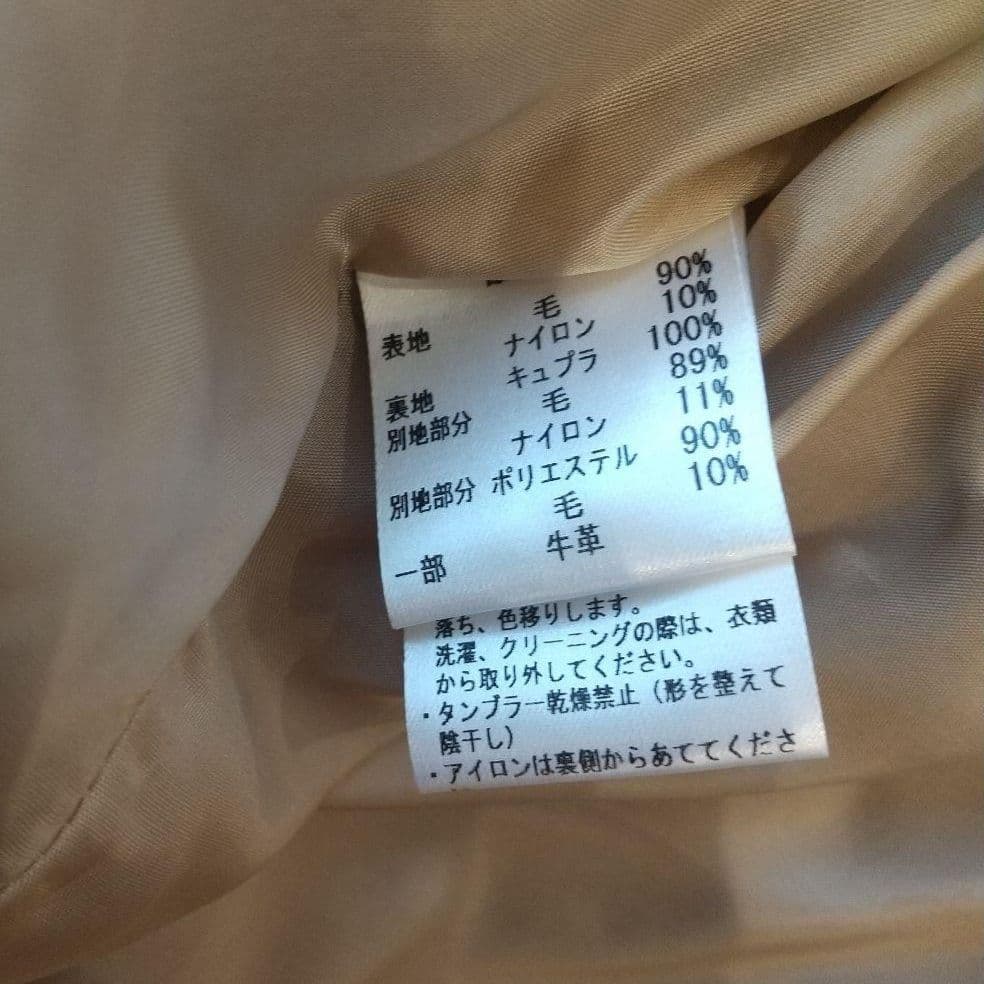 表地 毛 90%
ナイロン 10%
裏地 キュプラ 100%
別地部分 毛 89%
ナイロン 11%
別地部分 ポリエステル 90%
毛 10%
一部 牛革
落ち、色移りします。
洗濯、クリーニングの際は、衣類
から取り外してください。
・タンブラー乾燥禁止（形を整えて
陰干し）
・アイロンは裏側からあててくださ